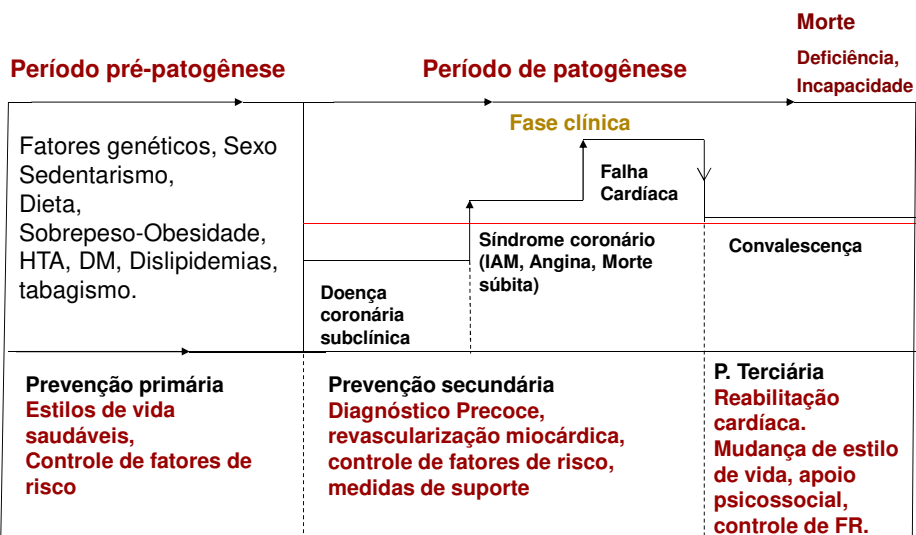 Morte
Deficiência,
Incapacidade
Período pré-patogênese
Período de patogênese
Fase clínica
Fatores genéticos, Sexo
Sedentarismo,
Dieta,
Sobrepeso-Obesidade,
HTA, DM, Dislipidemias,
tabagismo.
Falha
Cardíaca
Síndrome coronário
(IAM, Angina, Morte
súbita)
Convalescença
Doença
coronária
subclínica
Prevenção primária
Estilos de vida
saudáveis,
Controle de fatores de
risco
Prevenção secundária
Diagnóstico Precoce,
revascularização miocárdica,
controle de fatores de risco,
medidas de suporte
P. Terciária
Reabilitação
cardíaca.
Mudança de estilo
de vida, apoio
psicossocial,
controle de FR.